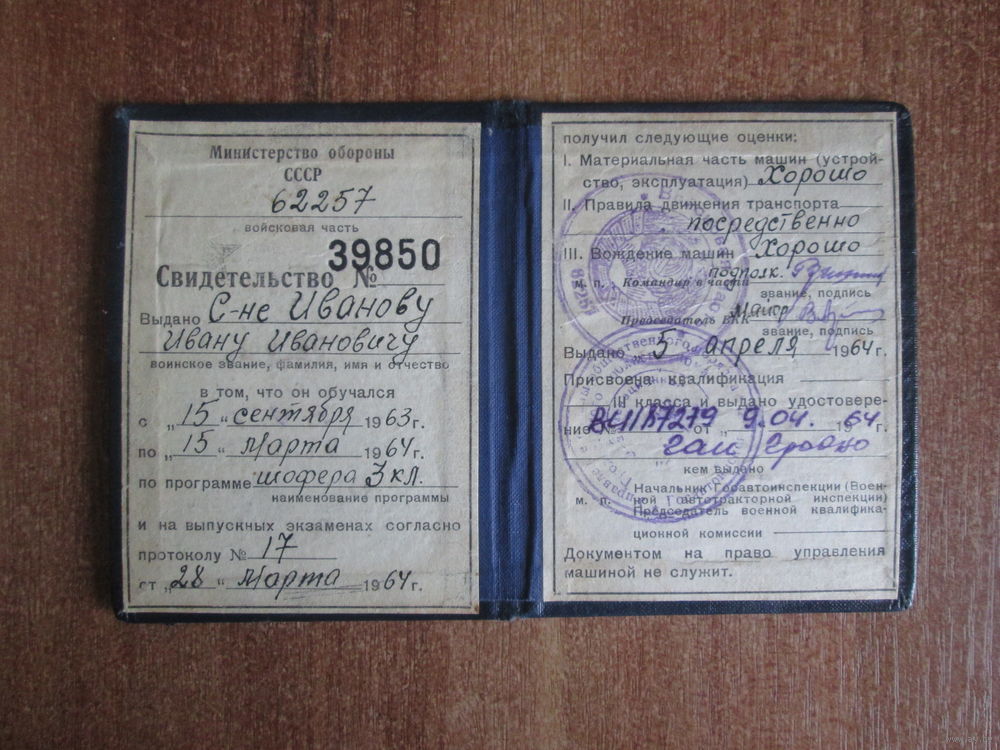 Министерство обороны
СССР
62257
войсковая часть
39850
Свидетельство №
Выдано С-не Иванову
Ивану Ивановичу
воинское звание, фамилия, имя и отчество
в том, что он обучался
с „15" сентября 1963г.
по „15" марта 1964г.
по программе шофера 3 кл.
наименование программы
и на выпускных экзаменах согласно
протоколу № 17
от „28" марта 1964г.
получил следующие оценки:
I. Материальная часть машин (устрой-
ство, эксплуатация) Хорошо
II. Правила движения транспорта
посредственно
III. Вождение машин Хорошо
подполк.
м. п. Командир в/части
звание, подпись
Майор
Председатель ВКК
звание, подпись
Выдано 5 апреля 1964г.
Присвоена квалификация
III класса и выдано удостовере-
ние № от „ 9.04. 1964г.
ГАИ
кем выдано
Начальник Госавтоинспекции (Воен-
м. п. ной автотракторной инспекции)
Председатель военной квалифика-
ционной комиссии
Документом на право управления
машиной не служит.